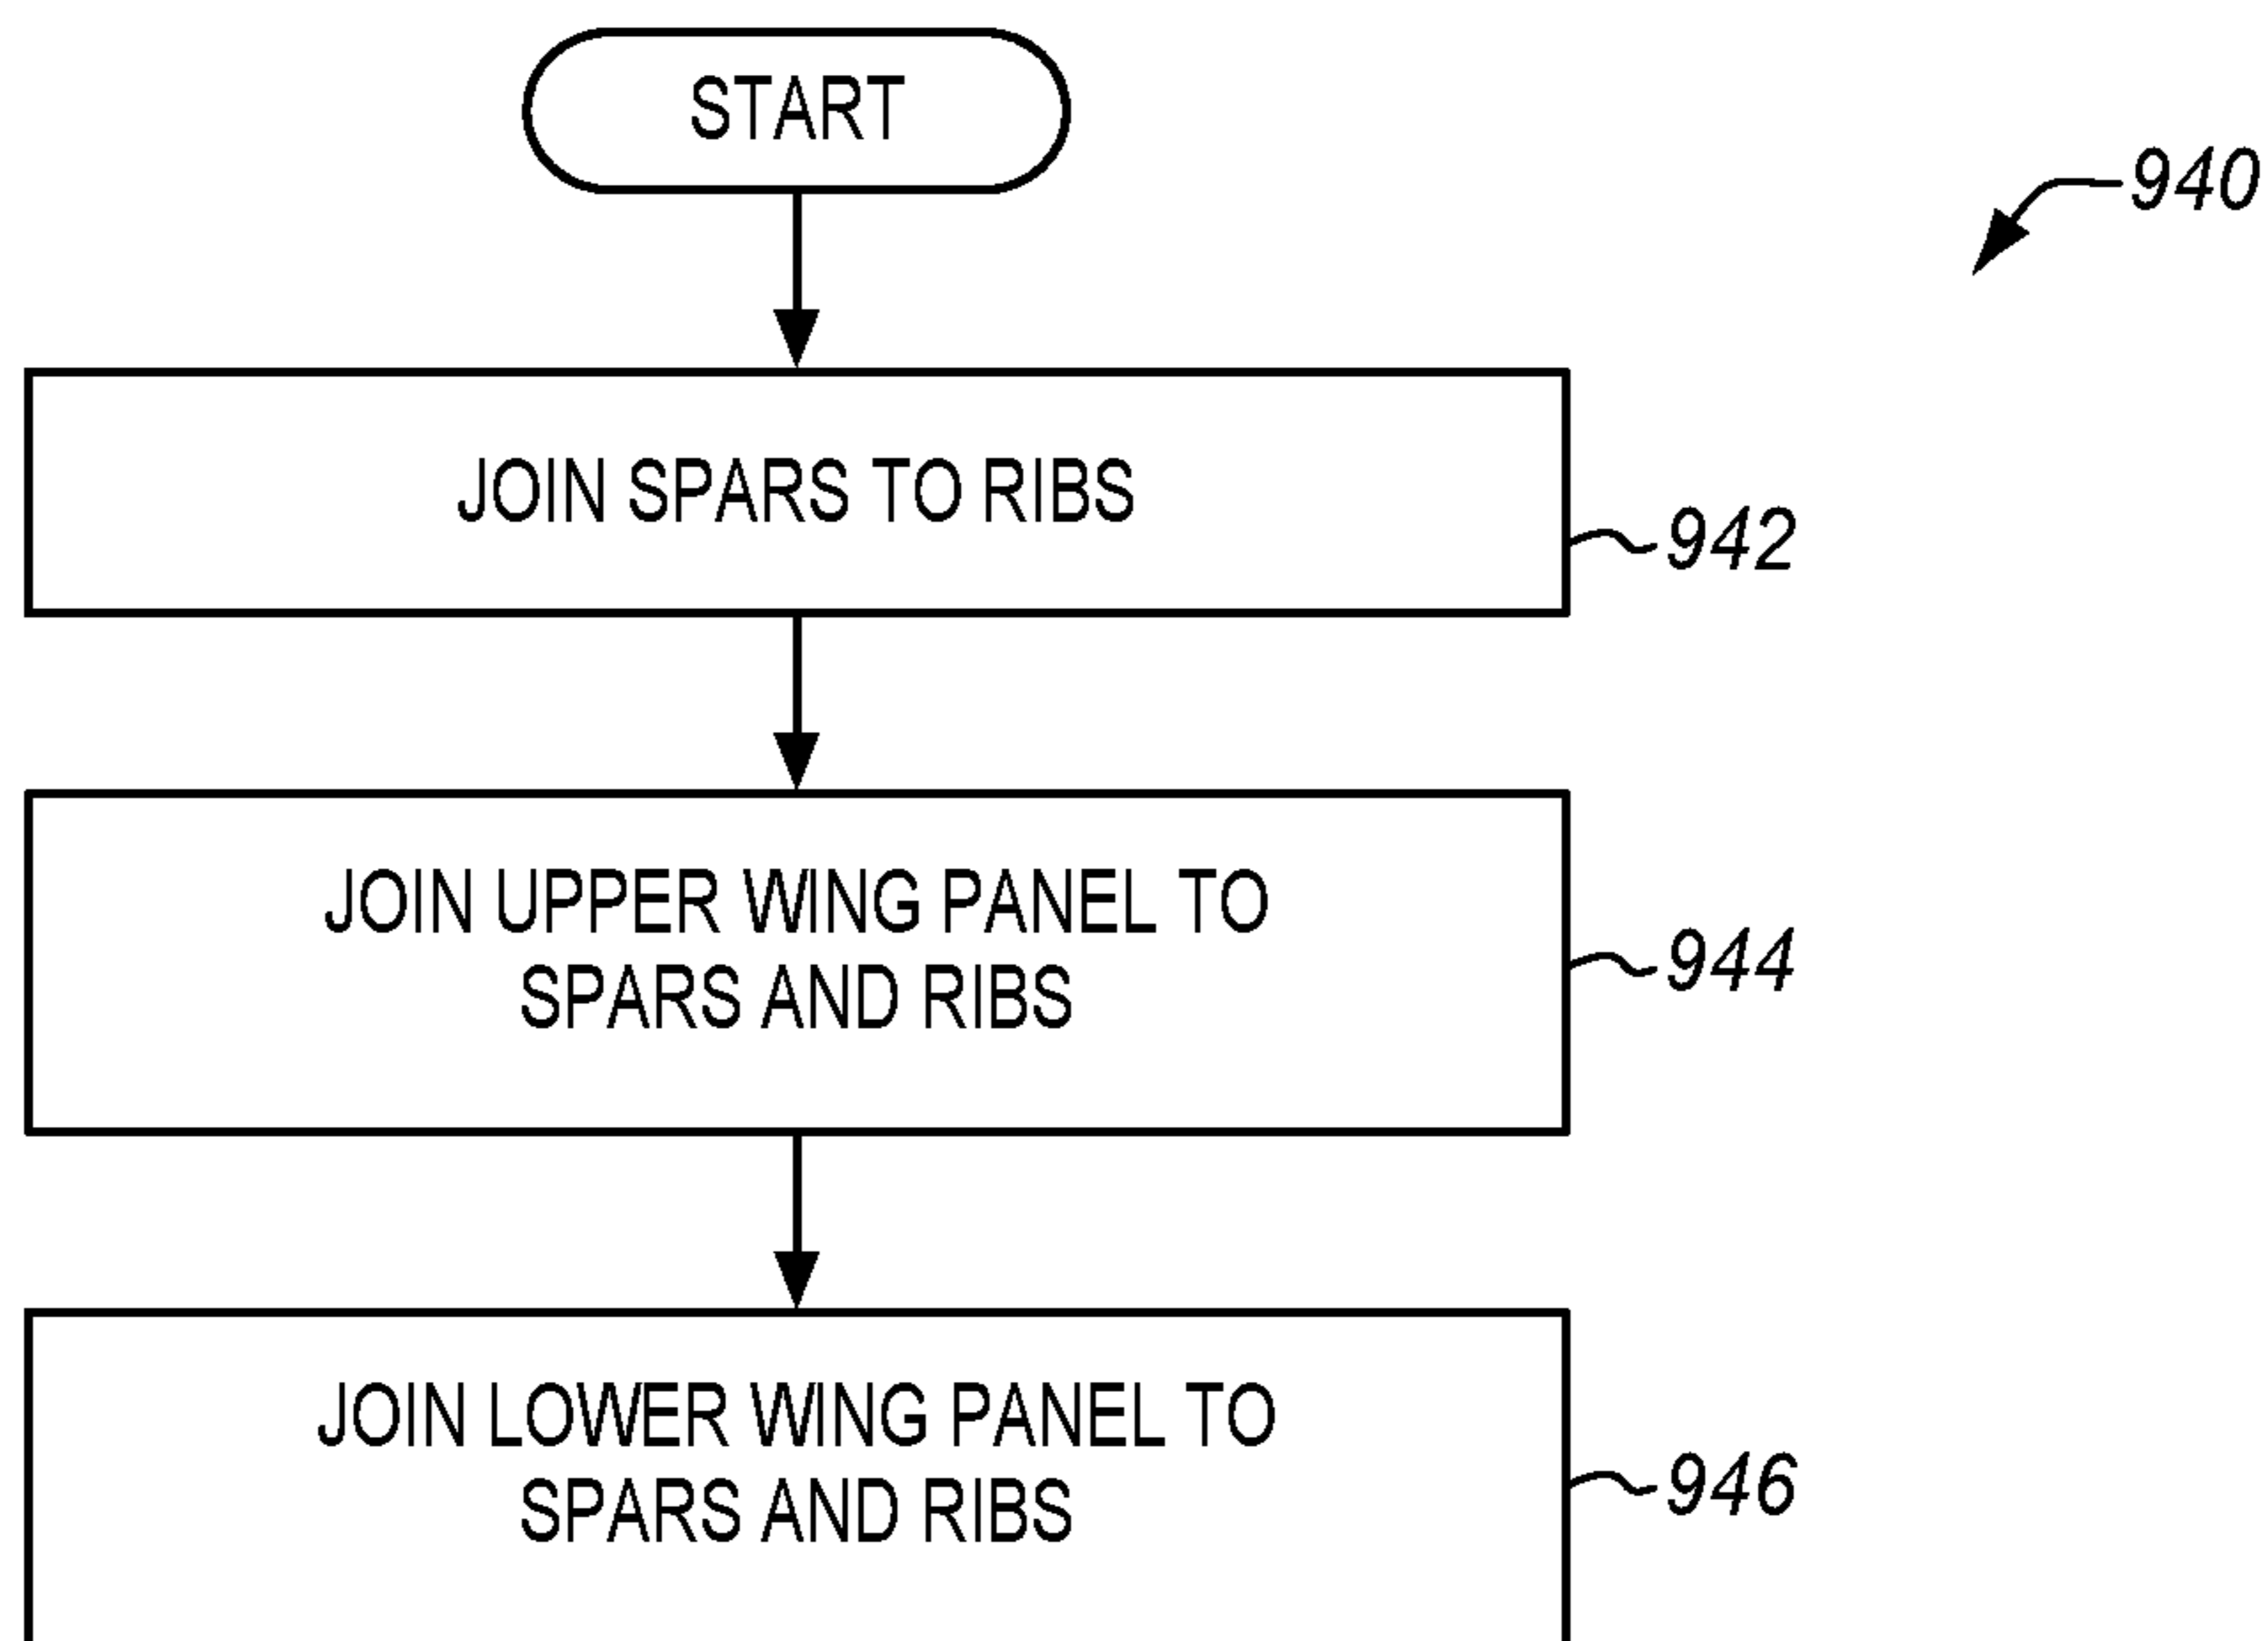 START
940
JOIN SPARS TO RIBS
942
JOIN UPPER WING PANEL TO
SPARS AND RIBS
944
JOIN LOWER WING PANEL TO
SPARS AND RIBS
946